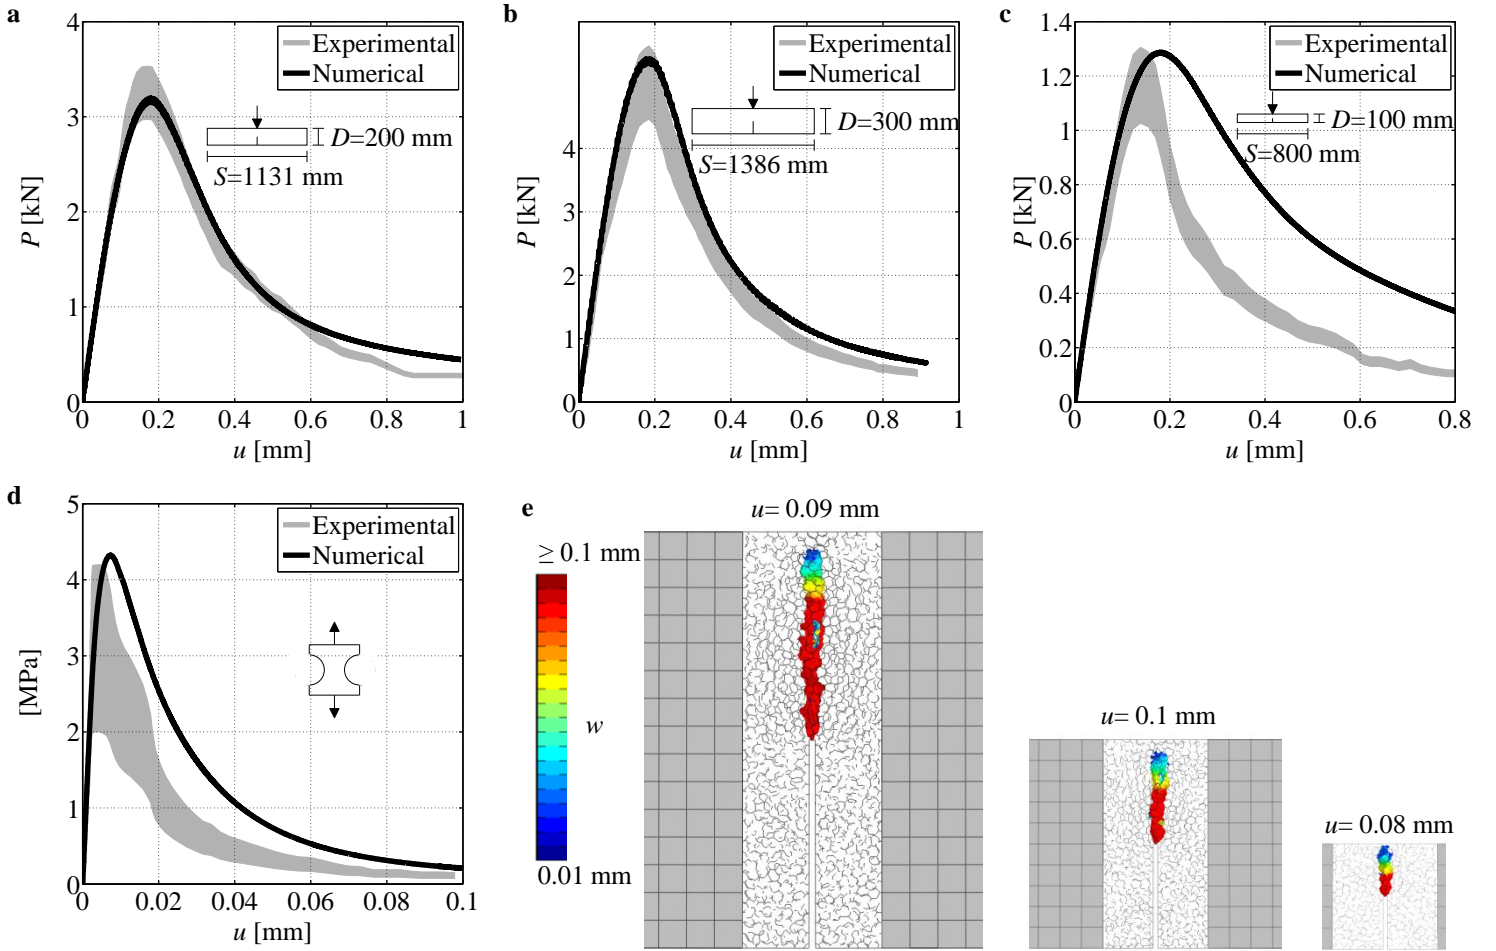 a
4
3
2
1
0
P [kN]
Experimental
Numerical
D=200 mm
S=1131 mm
0 0.2 0.4 0.6 0.8 1
u [mm]
b
4
3
2
1
0
P [kN]
Experimental
Numerical
D=300 mm
S=1386 mm
0 0.2 0.4 0.6 0.8 1
u [mm]
c
1.4
1.2
1
0.8
0.6
0.4
0.2
0
P [kN]
Experimental
Numerical
D=100 mm
S=800 mm
0 0.2 0.4 0.6 0.8
u [mm]
d
5
4
3
2
1
0
[MPa]
Experimental
Numerical
0 0.02 0.04 0.06 0.08 0.1
u [mm]
e
u= 0.09 mm
≥ 0.1 mm
w
0.01 mm
u= 0.1 mm
u= 0.08 mm